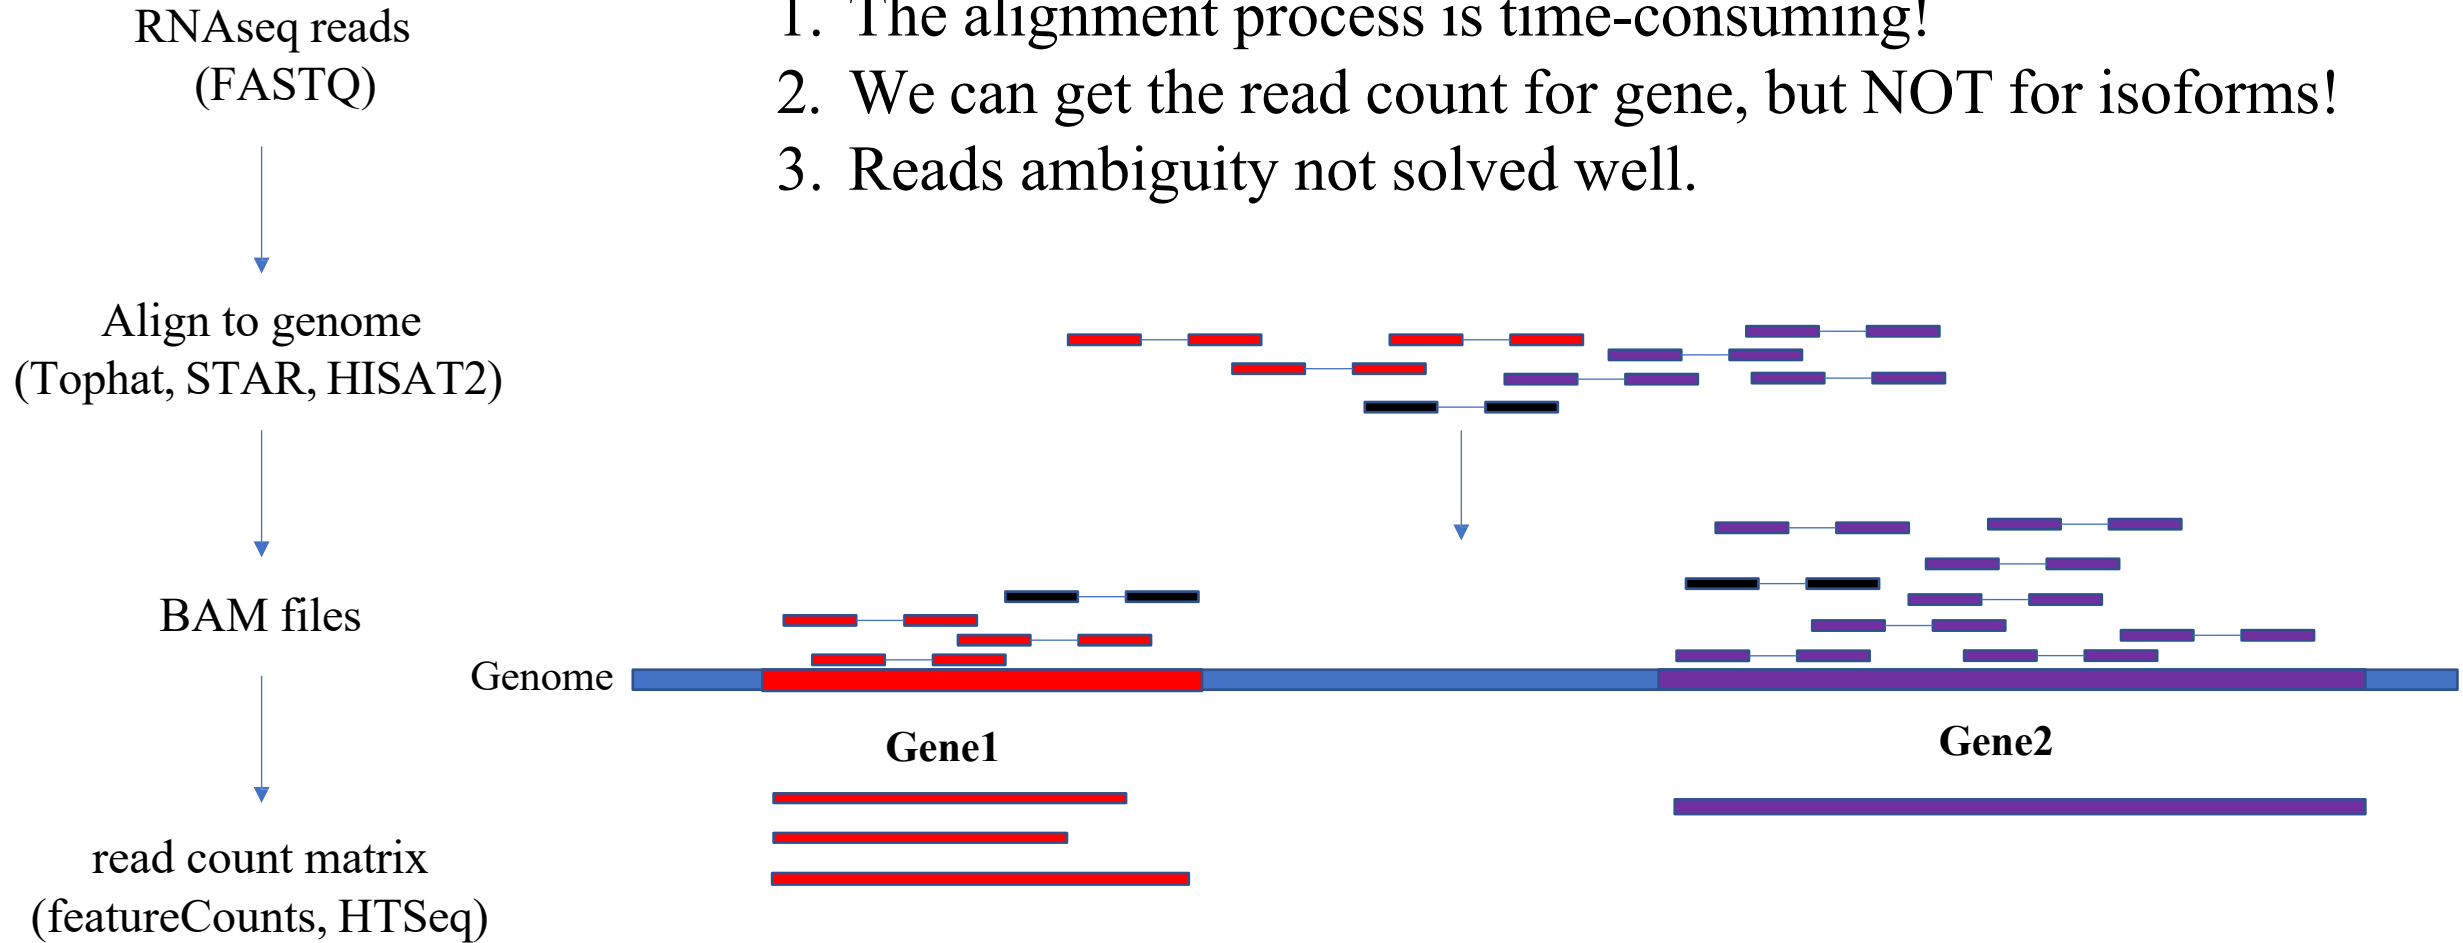 RNAseq reads
(FASTQ)
Align to genome
(Tophat, STAR, HISAT2)
BAM files
read count matrix
(featureCounts, HTSeq)
1. The alignment process is time-consuming!
2. We can get the read count for gene, but NOT for isoforms!
3. Reads ambiguity not solved well.
Genome
Gene1
Gene2